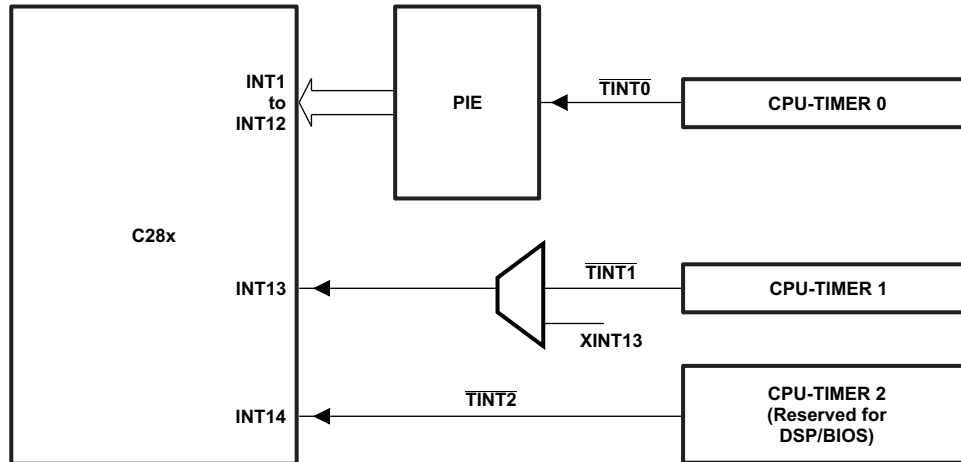 INT1
to
INT12
PIE
TINT0
CPU-TIMER 0
C28x
INT13
TINT1
CPU-TIMER 1
XINT13
INT14
TINT2
CPU-TIMER 2
(Reserved for
DSP/BIOS)